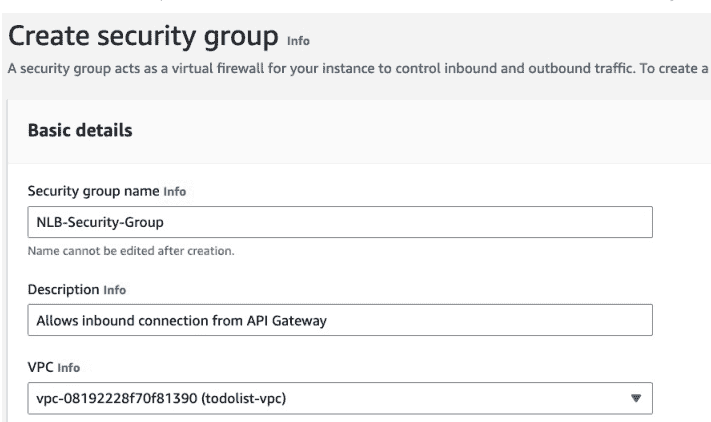 Create security group Info
A security group acts as a virtual firewall for your instance to control inbound and outbound traffic. To create a
Basic details
Security group name Info
NLB-Security-Group
Name cannot be edited after creation.
Description Info
Allows inbound connection from API Gateway
VPC Info
vpc-08192228f70f81390 (todolist-vpc)